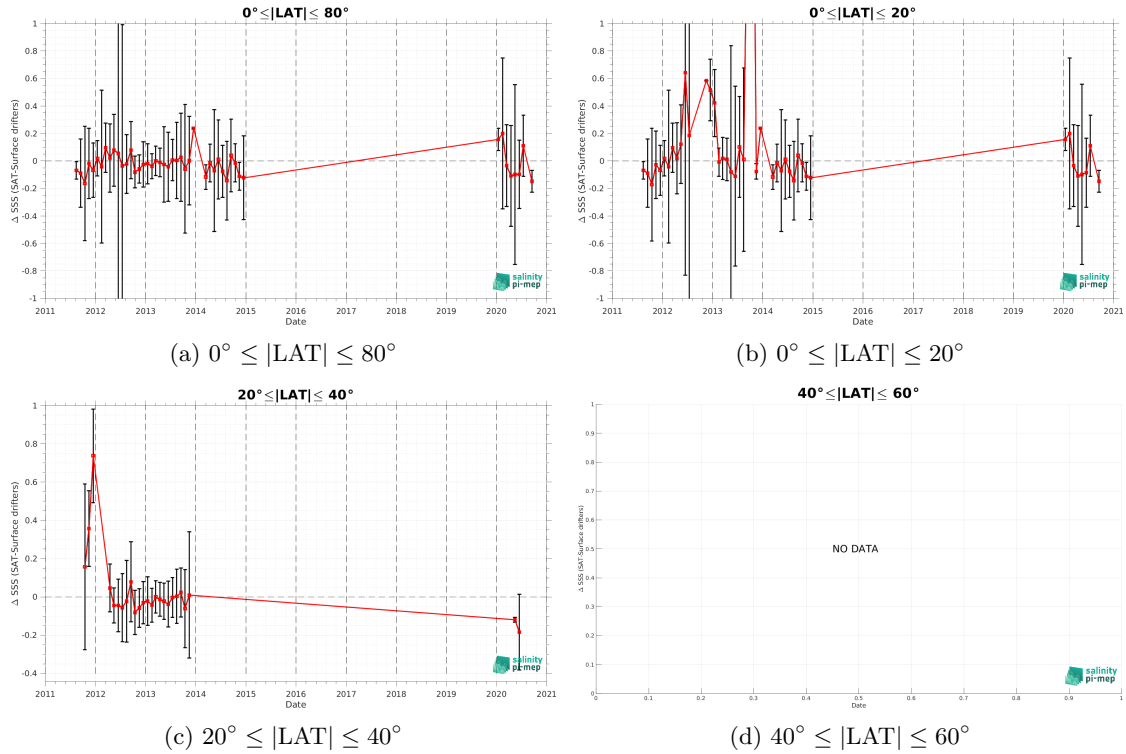 0°≤|LAT|≤ 80°
Δ SSS (SAT-Surface drifters)
1
0.8
0.6
0.4
0.2
0
-0.2
-0.4
-0.6
-0.8
-1
2011 2012 2013 2014 2015 2016 2017 2018 2019 2020 2021
Date
salinity
pi-mep
(a) 0° ≤ |LAT| ≤ 80°
0°≤|LAT|≤ 20°
Δ SSS (SAT-Surface drifters)
1
0.8
0.6
0.4
0.2
0
-0.2
-0.4
-0.6
-0.8
-1
2011 2012 2013 2014 2015 2016 2017 2018 2019 2020 2021
Date
salinity
pi-mep
(b) 0° ≤ |LAT| ≤ 20°
20°≤|LAT|≤ 40°
Δ SSS (SAT-Surface drifters)
1
0.8
0.6
0.4
0.2
0
-0.2
-0.4
2011 2012 2013 2014 2015 2016 2017 2018 2019 2020 2021
Date
salinity
pi-mep
(c) 20° ≤ |LAT| ≤ 40°
40°≤|LAT|≤ 60°
Δ SSS (SAT-Surface drifters)
1
0.9
0.8
0.7
0.6
0.5
0.4
0.3
0.2
0.1
0
NO DATA
0 0.1 0.2 0.3 0.4 0.5 0.6 0.7 0.8 0.9 1
Date
salinity
pi-mep
(d) 40° ≤ |LAT| ≤ 60°